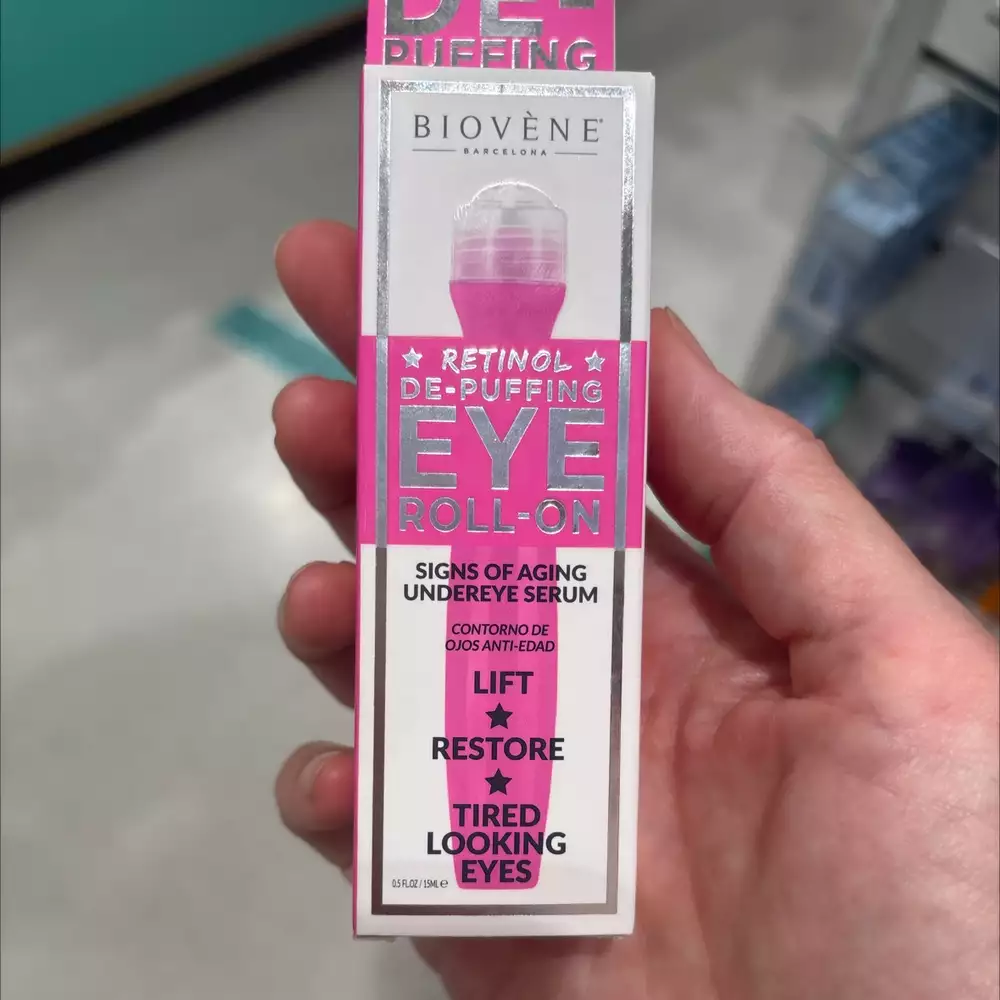 DE-
PUFFING
BIOVÈNE®
BARCELONA
RETINOL
DE-PUFFING
EYE
ROLL-ON
SIGNS OF AGING
UNDEREYE SERUM
CONTORNO DE
OJOS ANTI-EDAD
LIFT
RESTORE
TIRED
LOOKING
EYES
0.5 FL.OZ / 15ML ℮